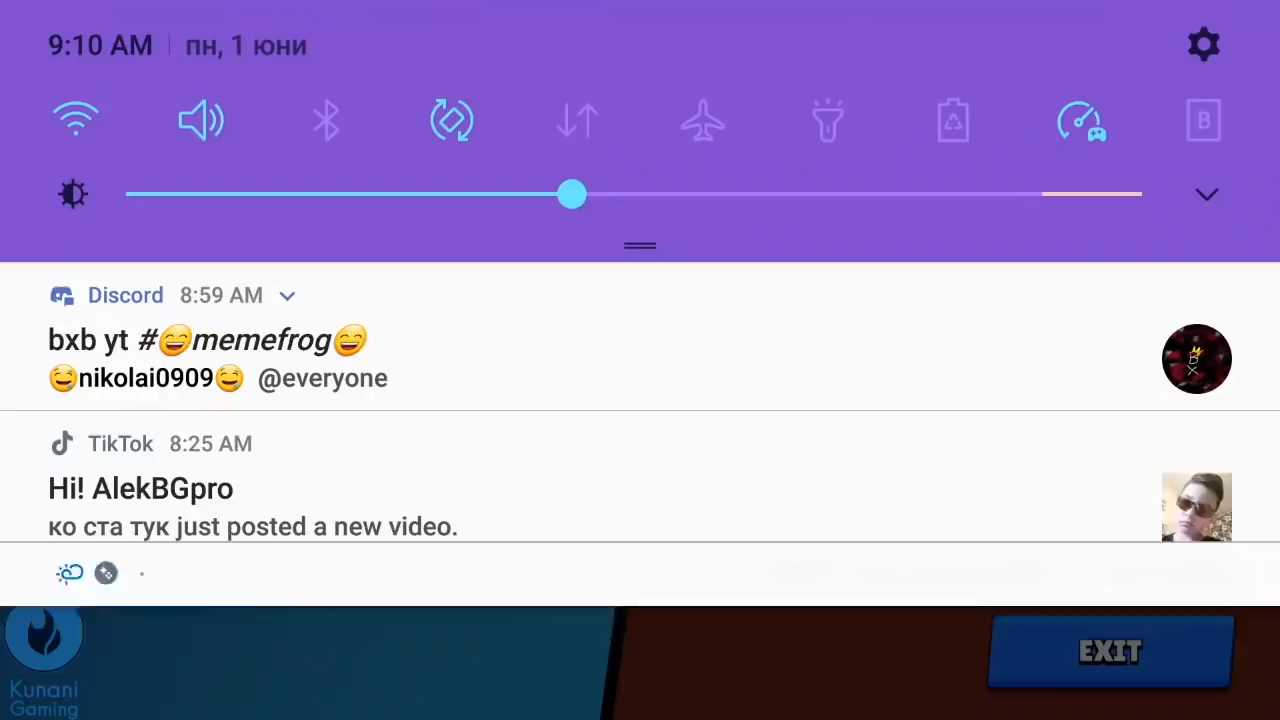 9:10 AM | пн, 1 юни
B
Discord 8:59 AM
bxb yt #😄memefrog😄
😊nikolai0909😊 @everyone
TikTok 8:25 AM
Hi! AlekBGpro
ко ста тук just posted a new video.
EXIT
Kunani
Gaming